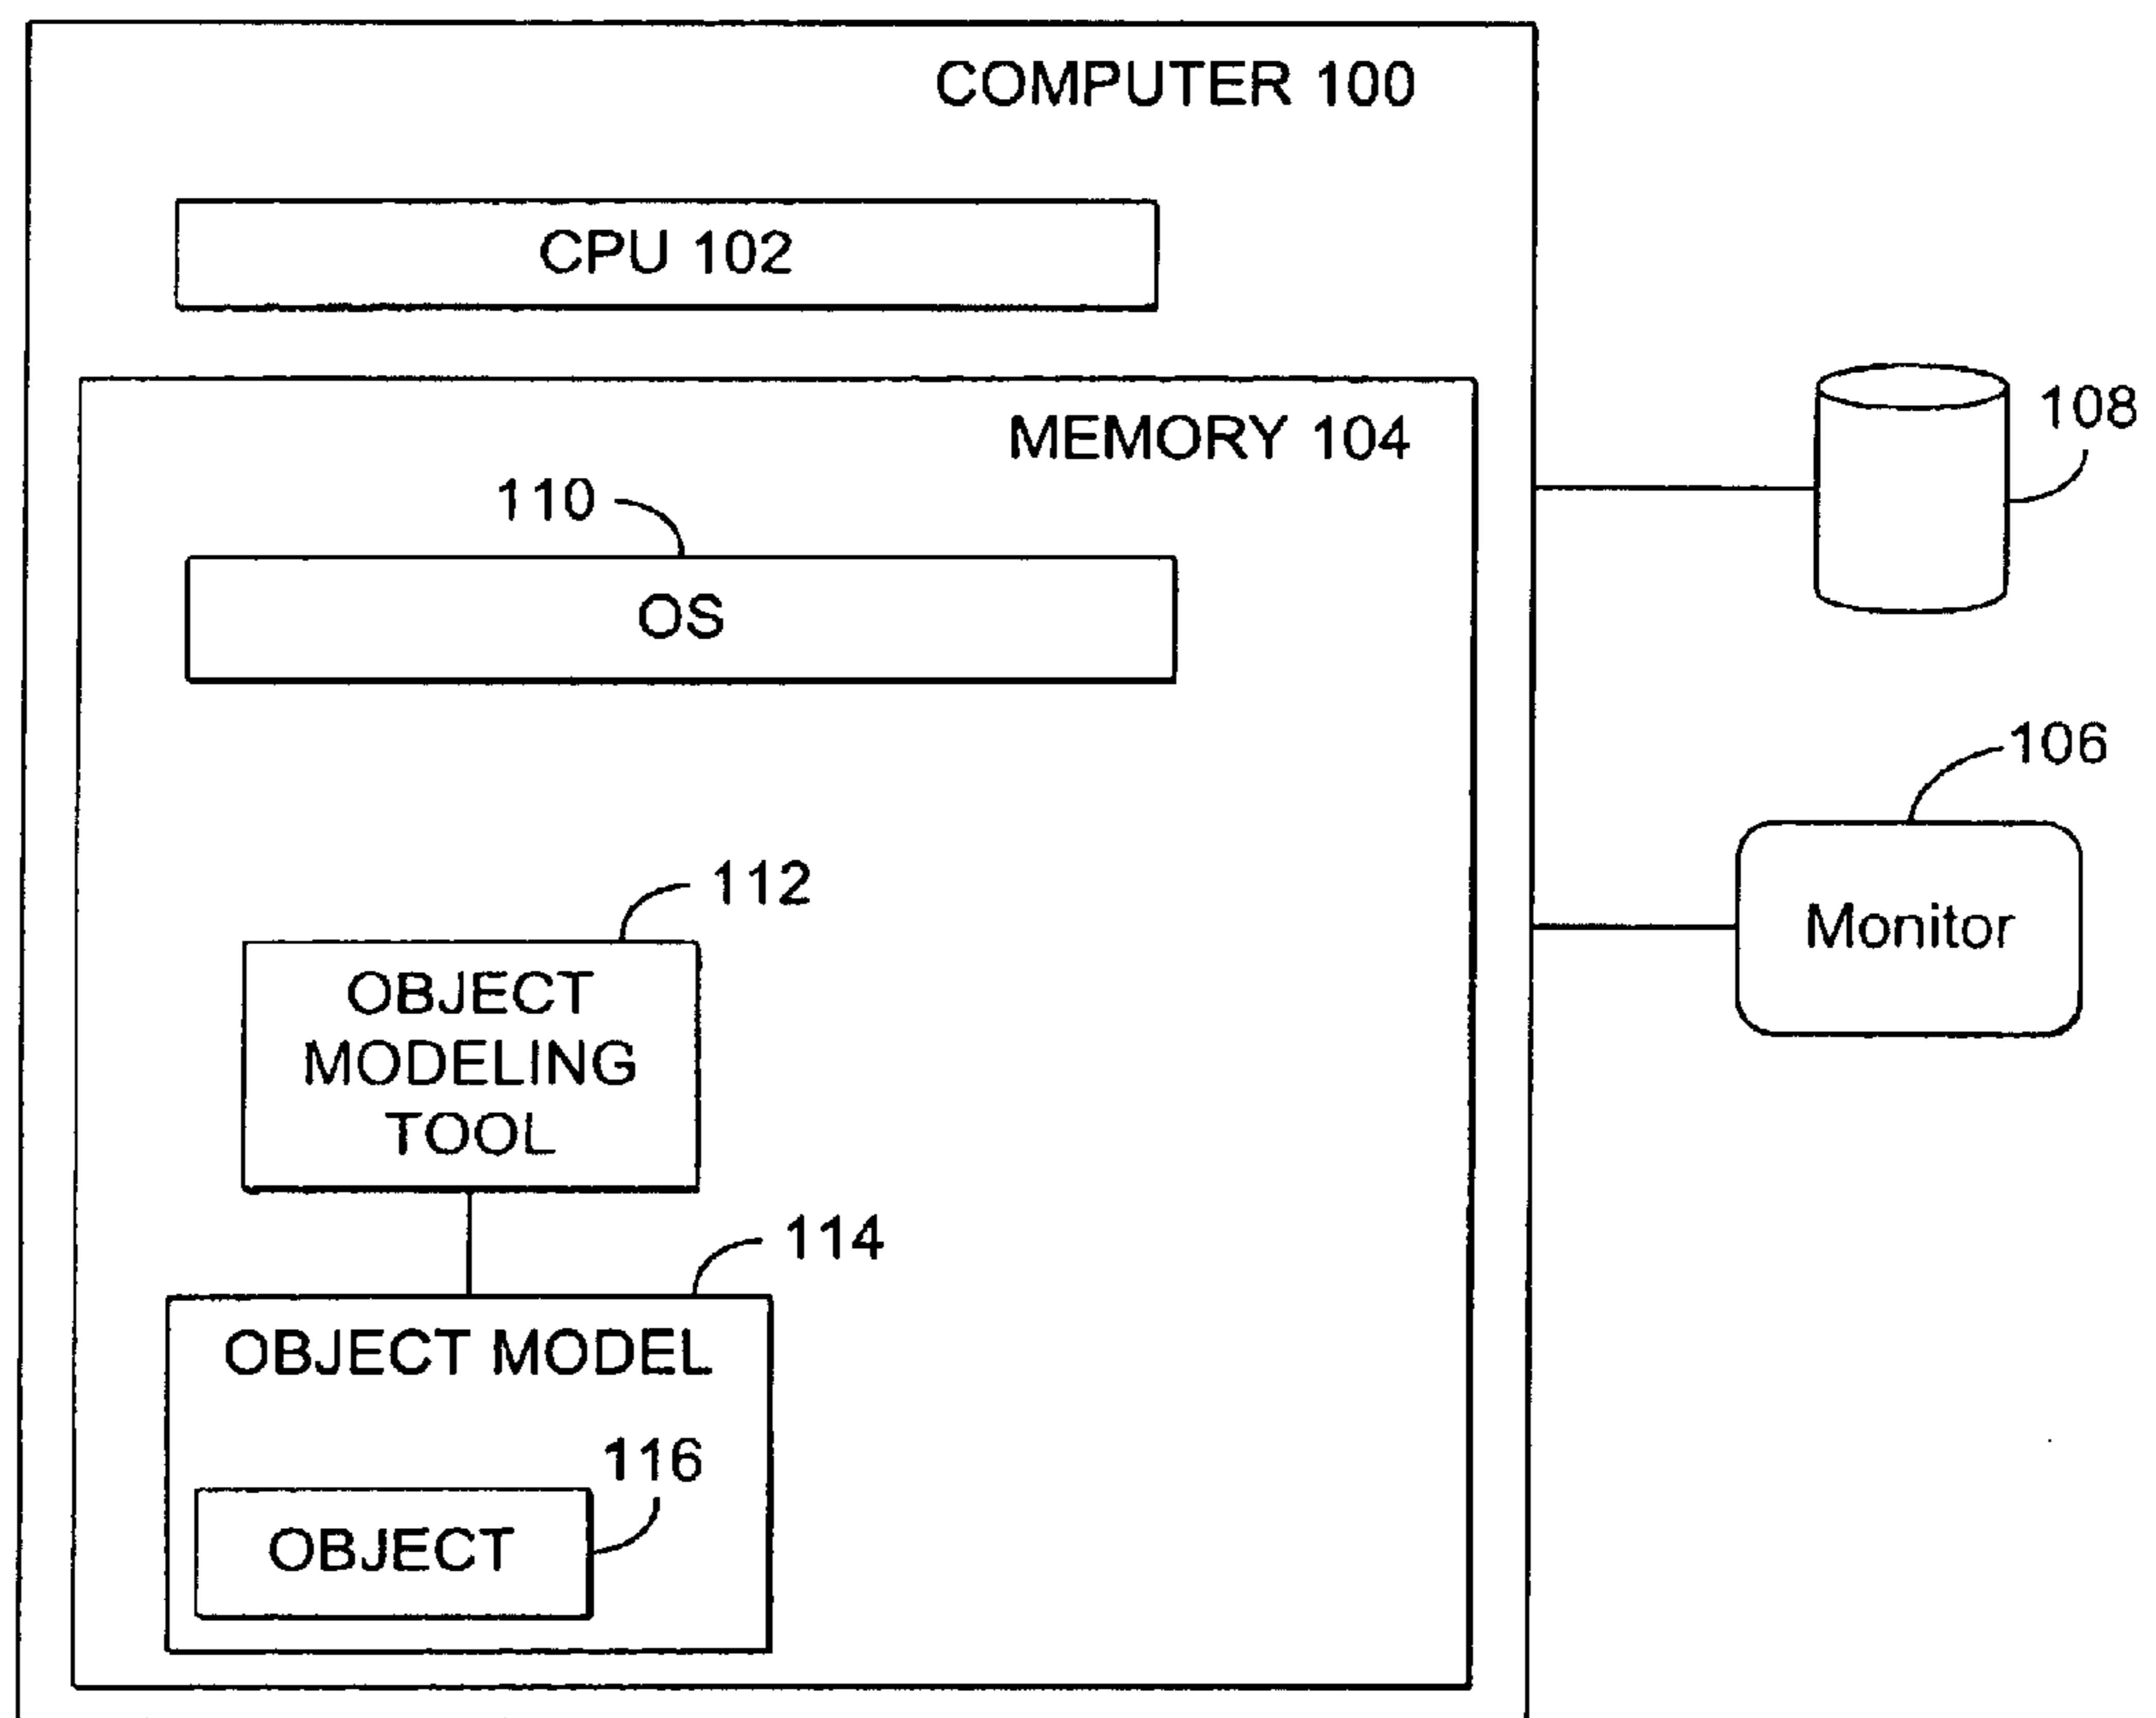 COMPUTER 100
CPU 102
MEMORY 104
108
110
OS
106
Monitor
112
OBJECT
MODELING
TOOL
114
OBJECT MODEL
116
OBJECT